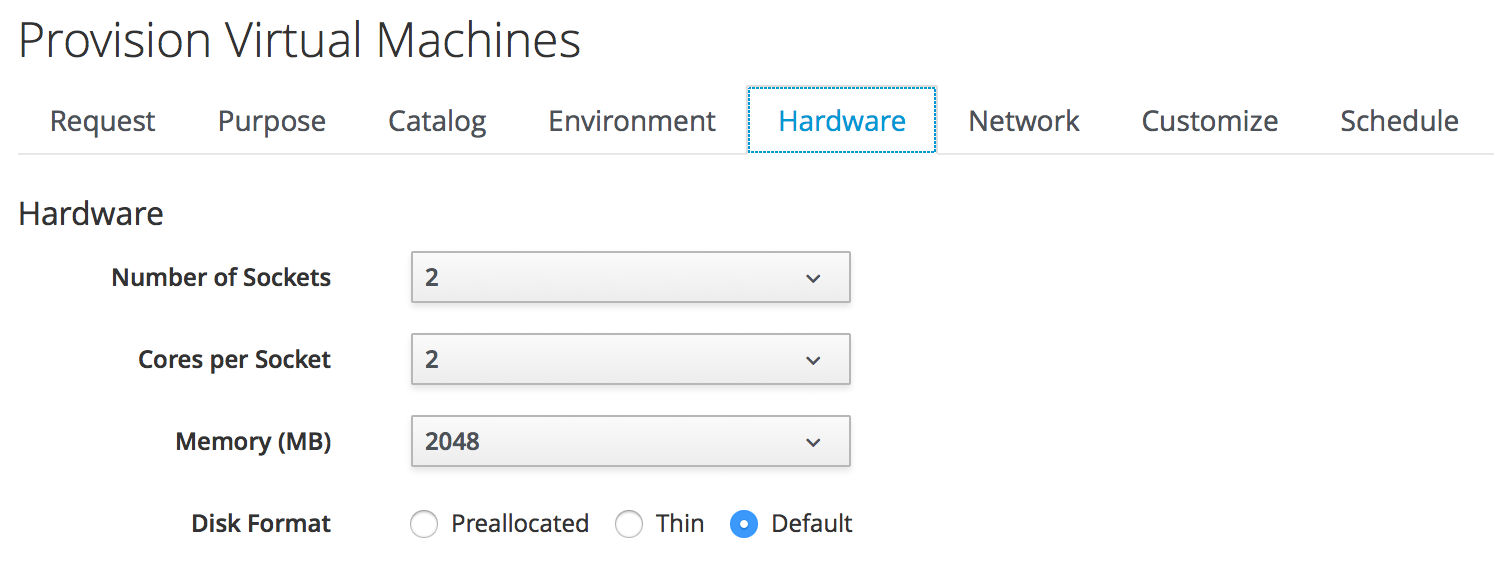 Provision Virtual Machines
Request Purpose Catalog Environment Hardware Network Customize Schedule
Hardware
Number of Sockets 2
Cores per Socket 2
Memory (MB) 2048
Disk Format Preallocated Thin Default